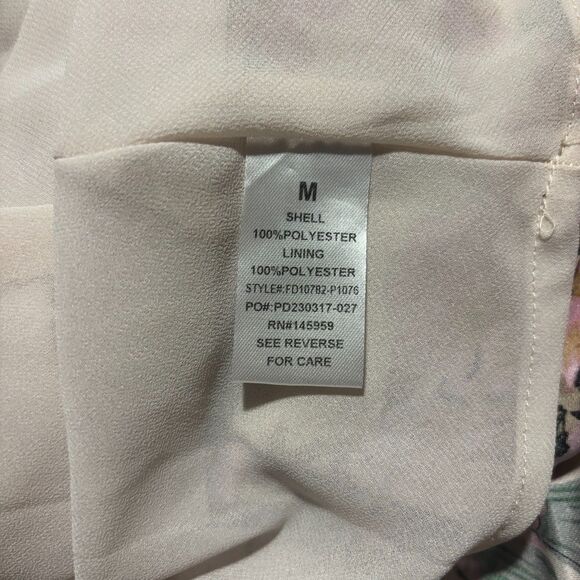 M
SHELL
100%POLYESTER
LINING
100%POLYESTER
STYLE#:FD10782-P1076
PO#:PD230317-027
RN#145959
SEE REVERSE
FOR CARE